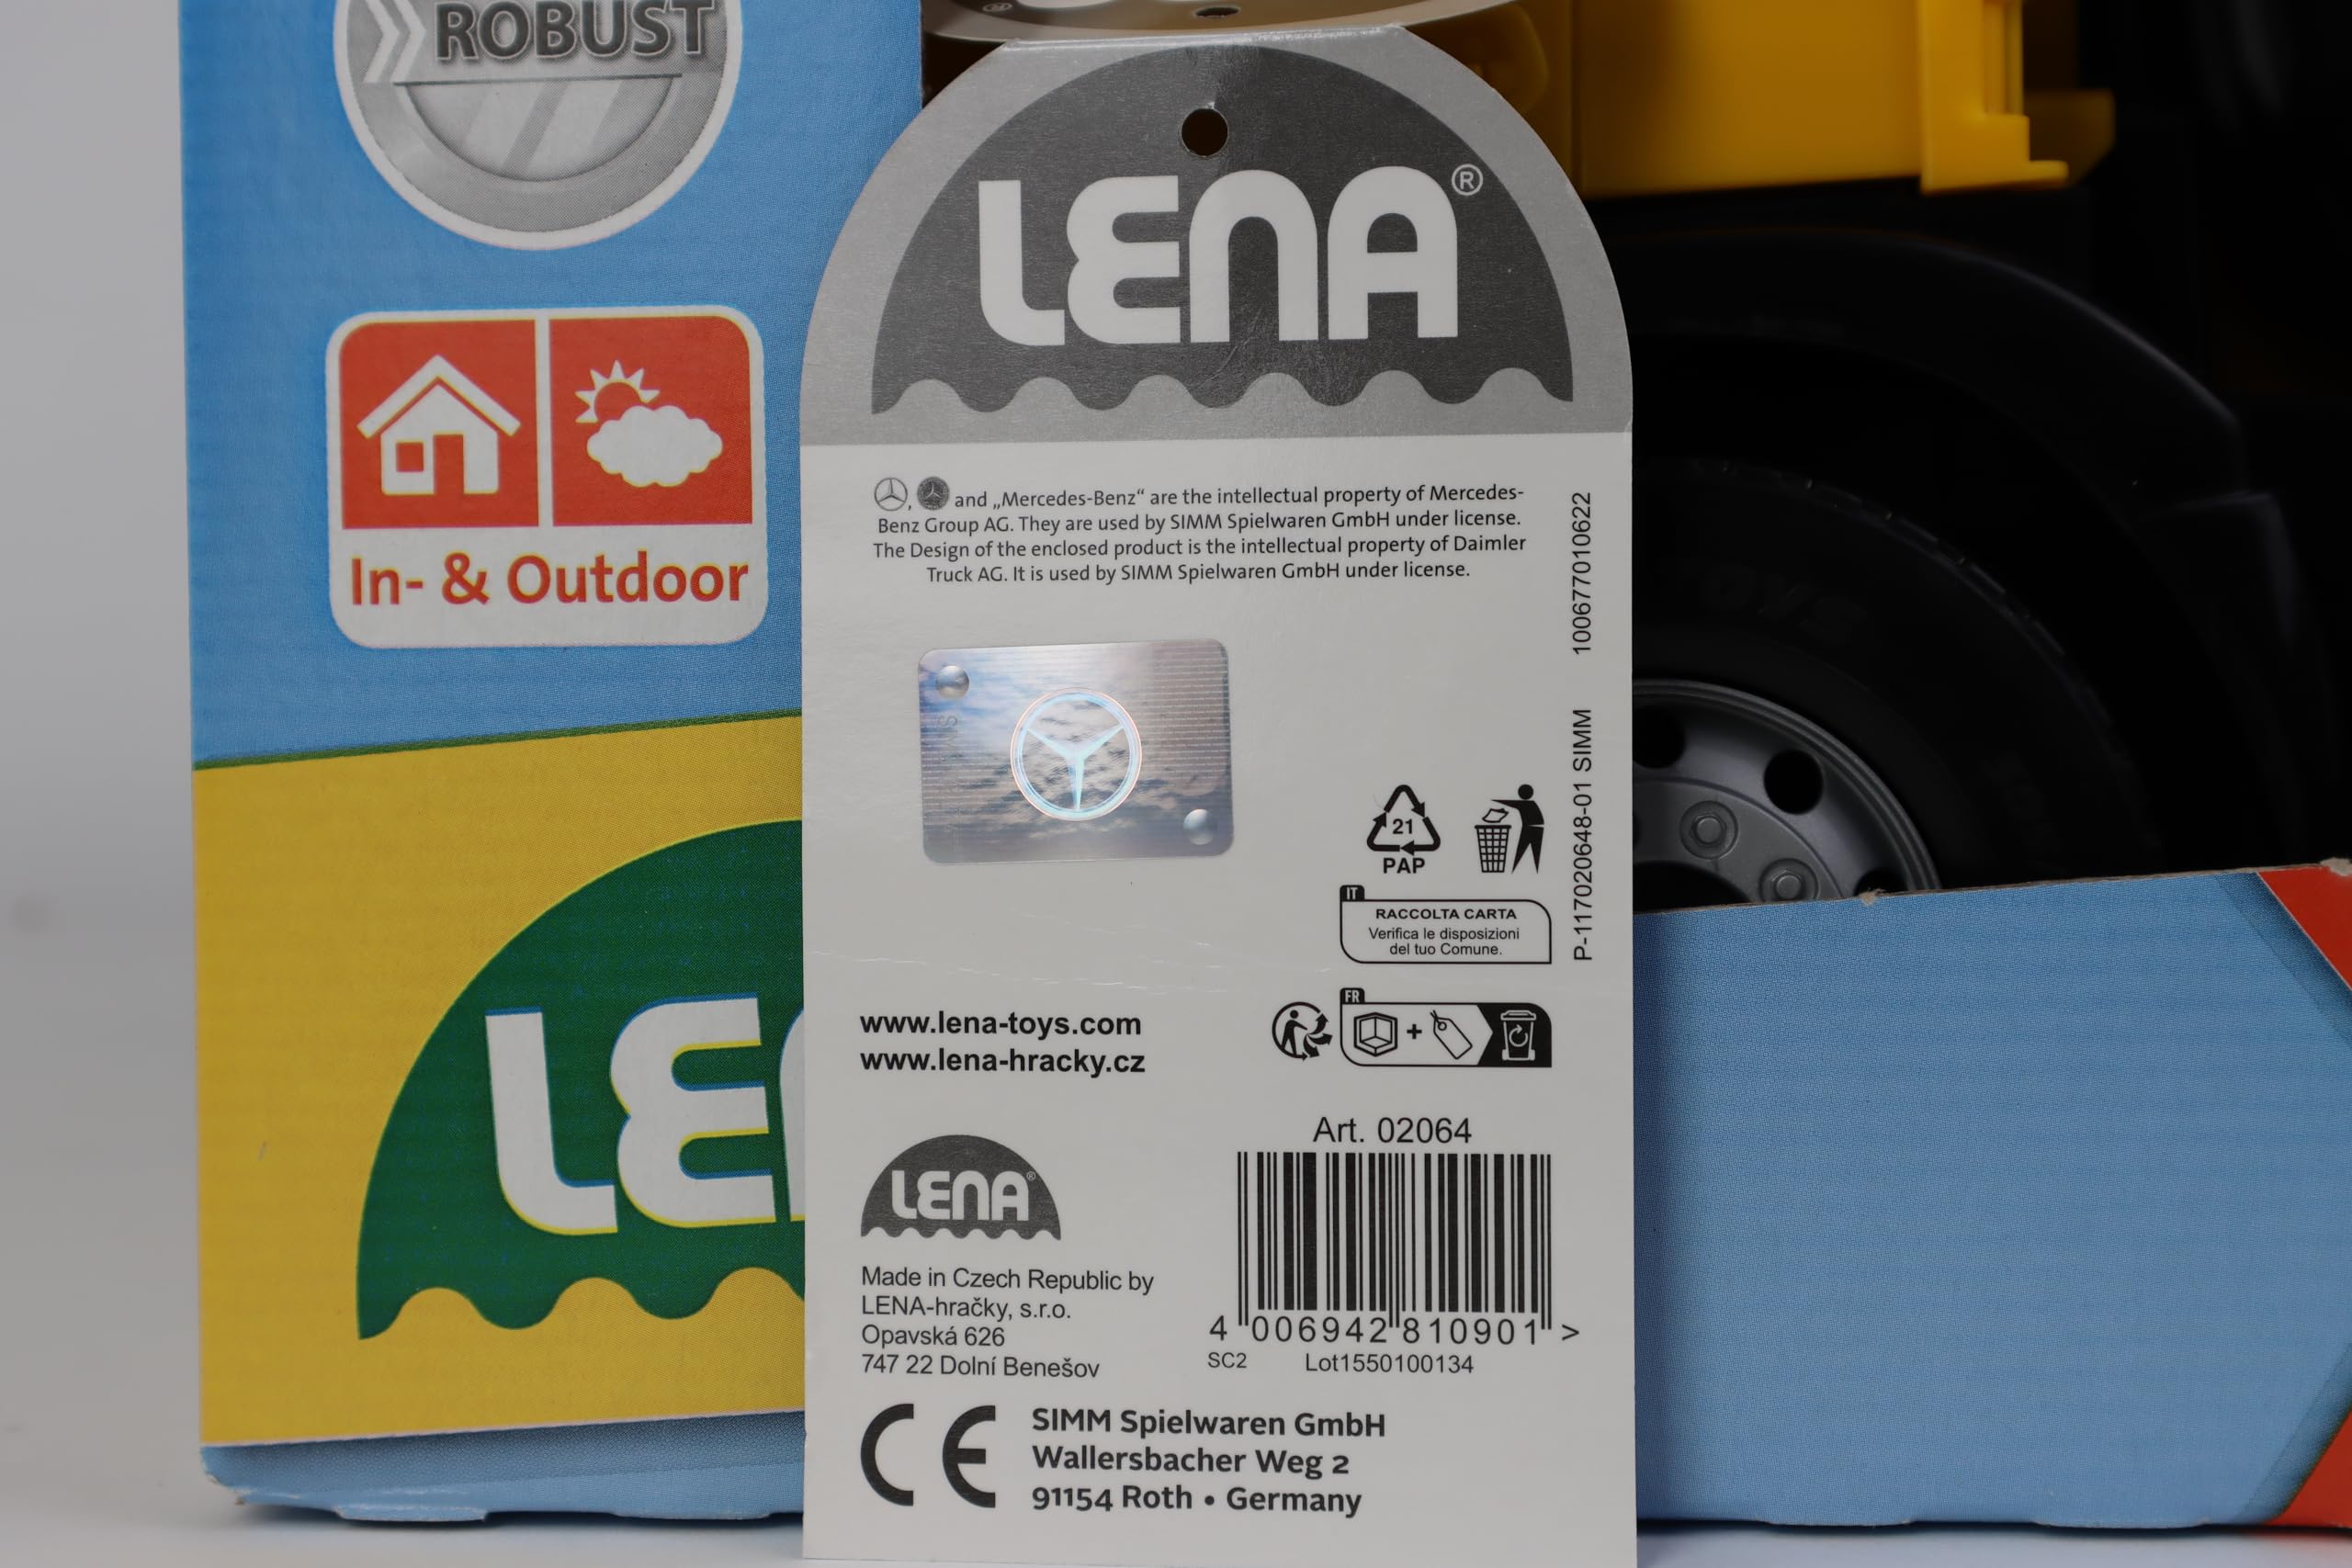 ROBUST
In- & Outdoor
LE
LENA®
, and „Mercedes-Benz“ are the intellectual property of Mercedes-
Benz Group AG. They are used by SIMM Spielwaren GmbH under license.
The Design of the enclosed product is the intellectual property of Daimler
Truck AG. It is used by SIMM Spielwaren GmbH under license.
P-117020648-01 SIMM 100677010622
21
PAP
IT
RACCOLTA CARTA
Verifica le disposizioni
del tuo Comune.
www.lena-toys.com
www.lena-hracky.cz
FR
+
Art. 02064
4 006942 810901 >
SC2 Lot1550100134
LENA®
Made in Czech Republic by
LENA-hračky, s.r.o.
Opavská 626
747 22 Dolní Benešov
CE
SIMM Spielwaren GmbH
Wallersbacher Weg 2
91154 Roth • Germany